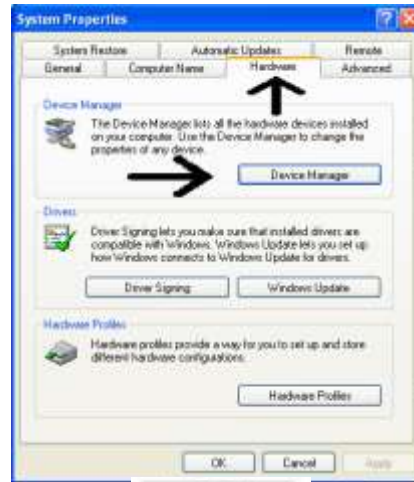 System Properties
System Restore Automatic Updates Remote
General Computer Name Hardware Advanced
Device Manager
The Device Manager lists all the hardware devices installed
on your computer. Use the Device Manager to change the
properties of any device.
Device Manager
Drivers
Driver Signing lets you make sure that installed drivers are
compatible with Windows. Windows Update lets you set up
how Windows connects to Windows Update for drivers.
Driver Signing Windows Update
Hardware Profiles
Hardware profiles provide a way for you to set up and store
different hardware configurations.
Hardware Profiles
OK Cancel Apply